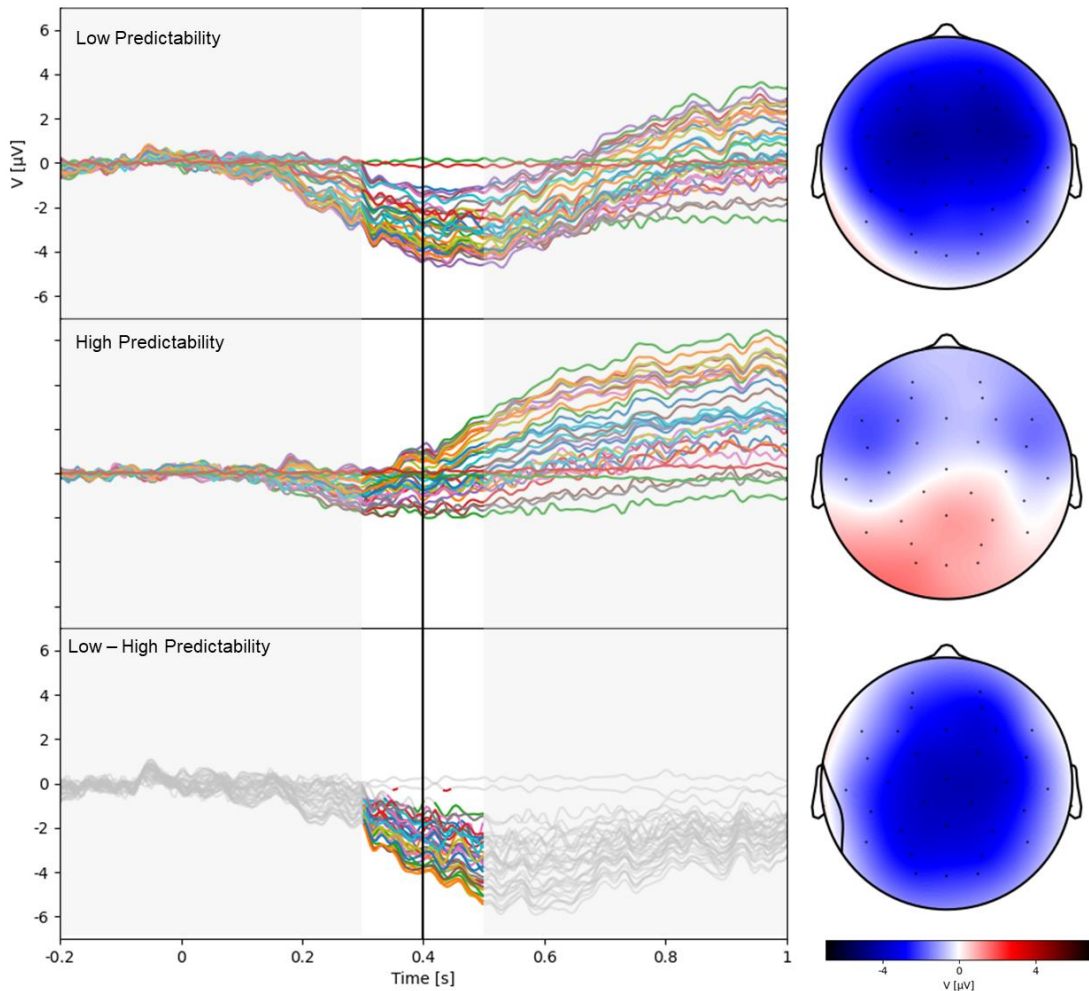 Low Predictability
6
4
2
0
-2
-4
-6
V [µV]
High Predictability
Low – High Predictability
6
4
2
0
-2
-4
-6
-0.2 0 0.2 0.4 0.6 0.8 1
Time [s]
-4 0 4
V [µV]